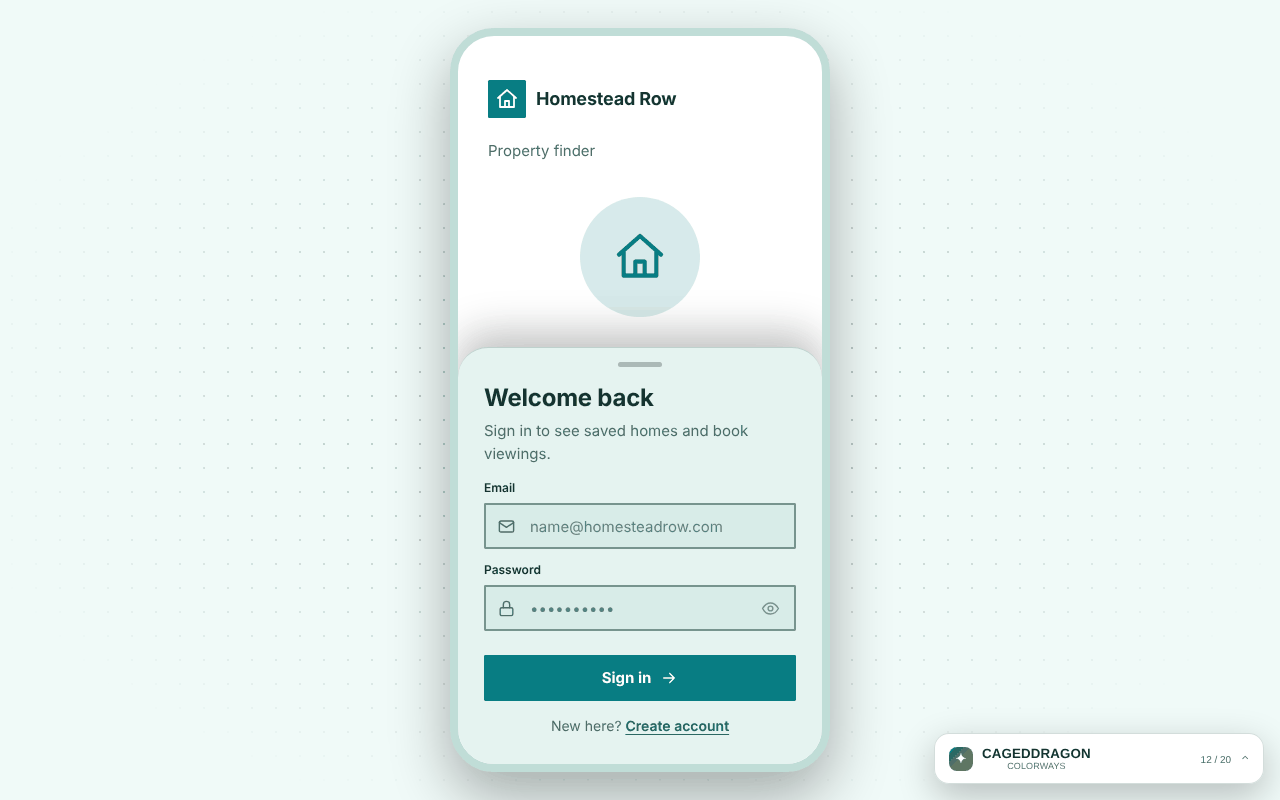 Homestead Row
Property finder
Welcome back
Sign in to see saved homes and book
viewings.
Email
name@homesteadrow.com
Password
••••••••••
Sign in →
New here? Create account
CAGEDDRAGON
COLORWAYS
12 / 20